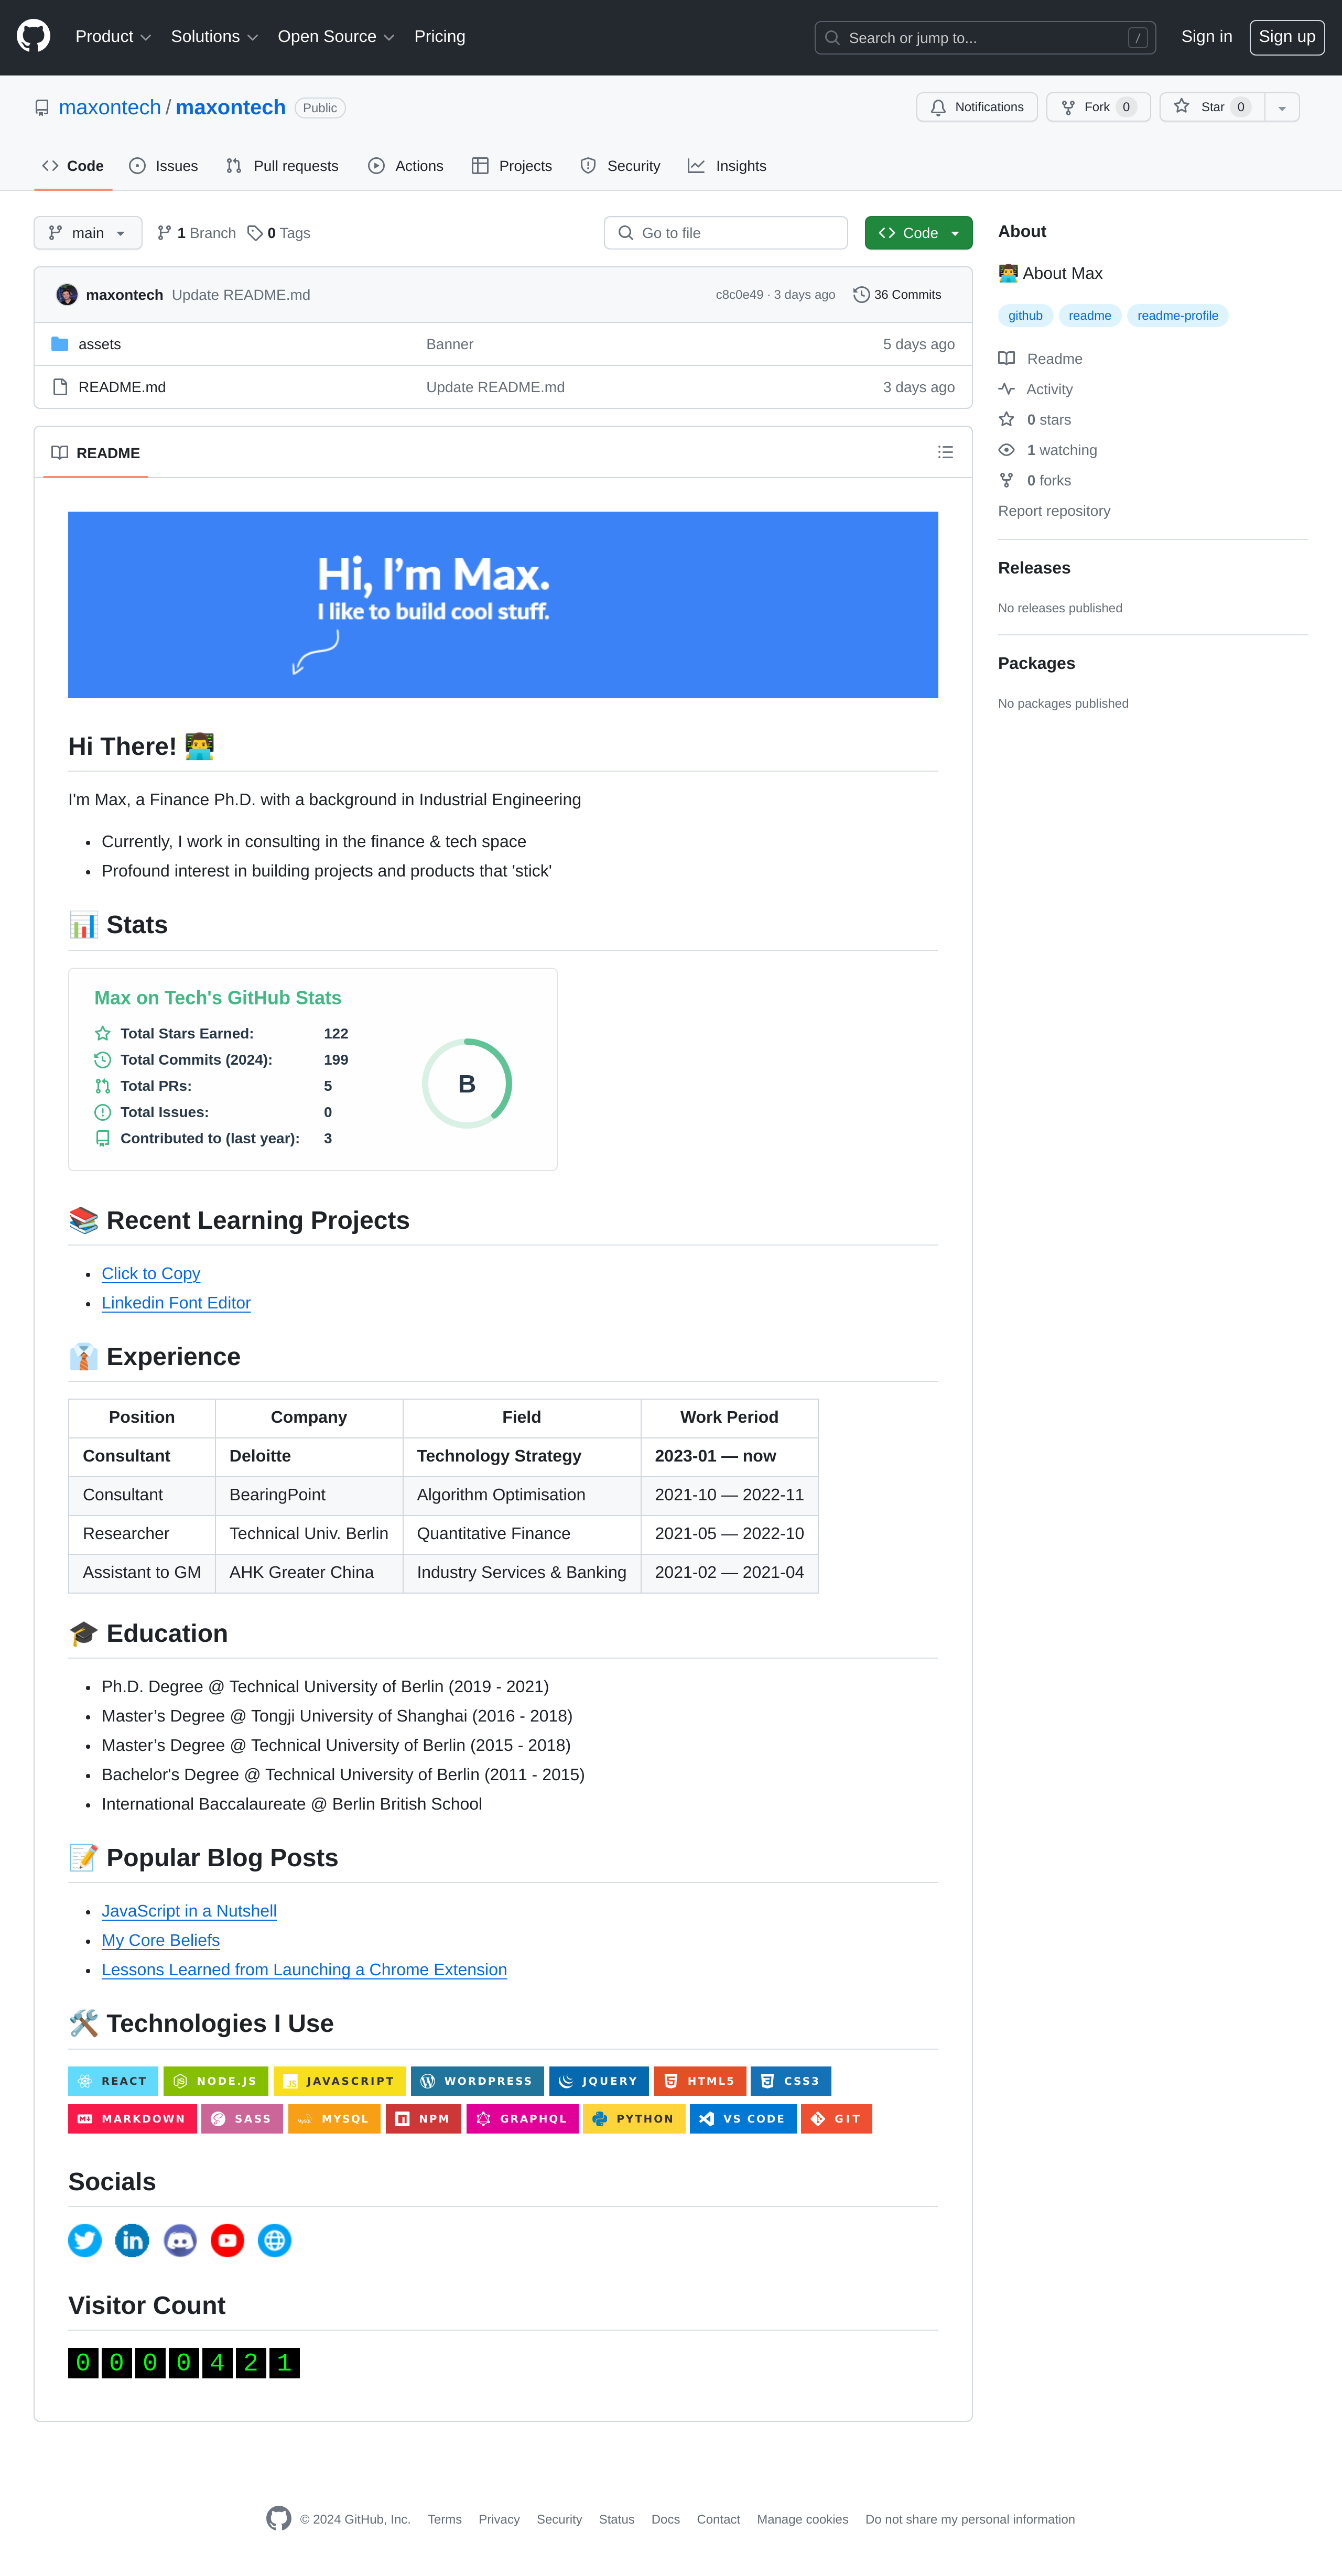 Product Solutions Open Source Pricing Search or jump to... / Sign in Sign up
maxontech / maxontech Public Notifications Fork 0 Star 0
Code Issues Pull requests Actions Projects Security Insights
main 1 Branch 0 Tags Go to file Code
maxontech Update README.md c8c0e49 · 3 days ago 36 Commits
assets Banner 5 days ago
README.md Update README.md 3 days ago
README
Hi, I’m Max.
I like to build cool stuff.
Hi There!
I'm Max, a Finance Ph.D. with a background in Industrial Engineering
Currently, I work in consulting in the finance & tech space
Profound interest in building projects and products that 'stick'
Stats
Max on Tech's GitHub Stats
Total Stars Earned: 122
Total Commits (2024): 199
Total PRs: 5
Total Issues: 0
Contributed to (last year): 3
B
Recent Learning Projects
Click to Copy
Linkedin Font Editor
Experience
Position Company Field Work Period
Consultant Deloitte Technology Strategy 2023-01 — now
Consultant BearingPoint Algorithm Optimisation 2021-10 — 2022-11
Researcher Technical Univ. Berlin Quantitative Finance 2021-05 — 2022-10
Assistant to GM AHK Greater China Industry Services & Banking 2021-02 — 2021-04
Education
Ph.D. Degree @ Technical University of Berlin (2019 - 2021)
Master’s Degree @ Tongji University of Shanghai (2016 - 2018)
Master’s Degree @ Technical University of Berlin (2015 - 2018)
Bachelor's Degree @ Technical University of Berlin (2011 - 2015)
International Baccalaureate @ Berlin British School
Popular Blog Posts
JavaScript in a Nutshell
My Core Beliefs
Lessons Learned from Launching a Chrome Extension
Technologies I Use
REACT NODE.JS JAVASCRIPT WORDPRESS JQUERY HTML5 CSS3
MARKDOWN SASS MYSQL NPM GRAPHQL PYTHON VS CODE GIT
Socials
Visitor Count
0 0 0 0 4 2 1
About
About Max
github readme readme-profile
Readme
Activity
0 stars
1 watching
0 forks
Report repository
Releases
No releases published
Packages
No packages published
© 2024 GitHub, Inc. Terms Privacy Security Status Docs Contact Manage cookies Do not share my personal information